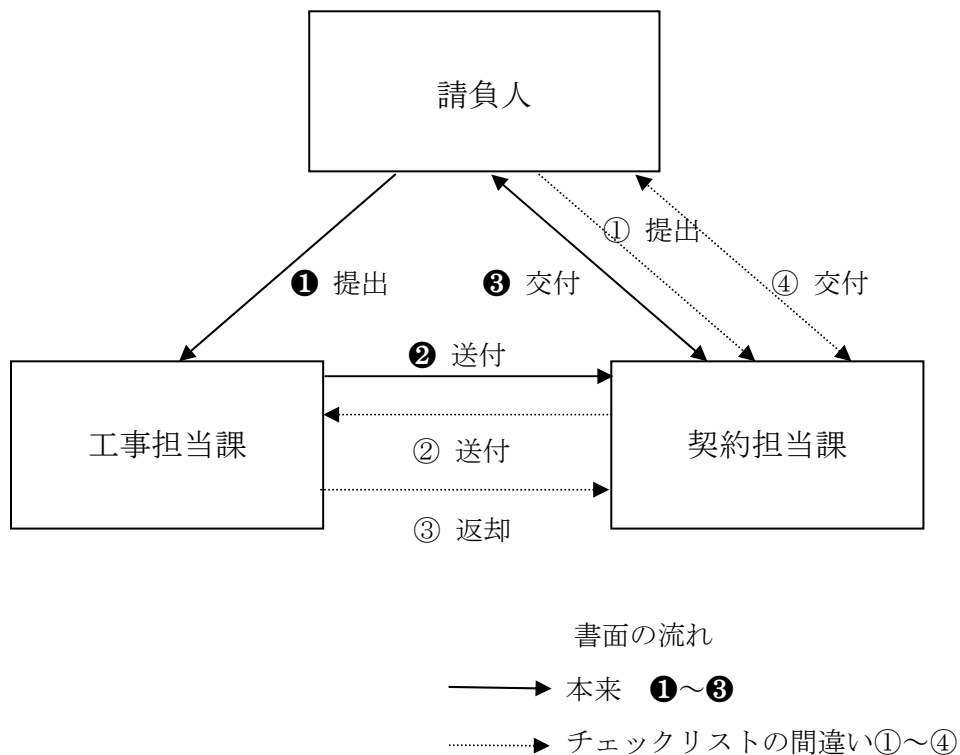 請負人
① 提出
❶ 提出
❸ 交付
④ 交付
❷ 送付
工事担当課
契約担当課
② 送付
③ 返却
書面の流れ
本来 ❶～❸
チェックリストの間違い①～④